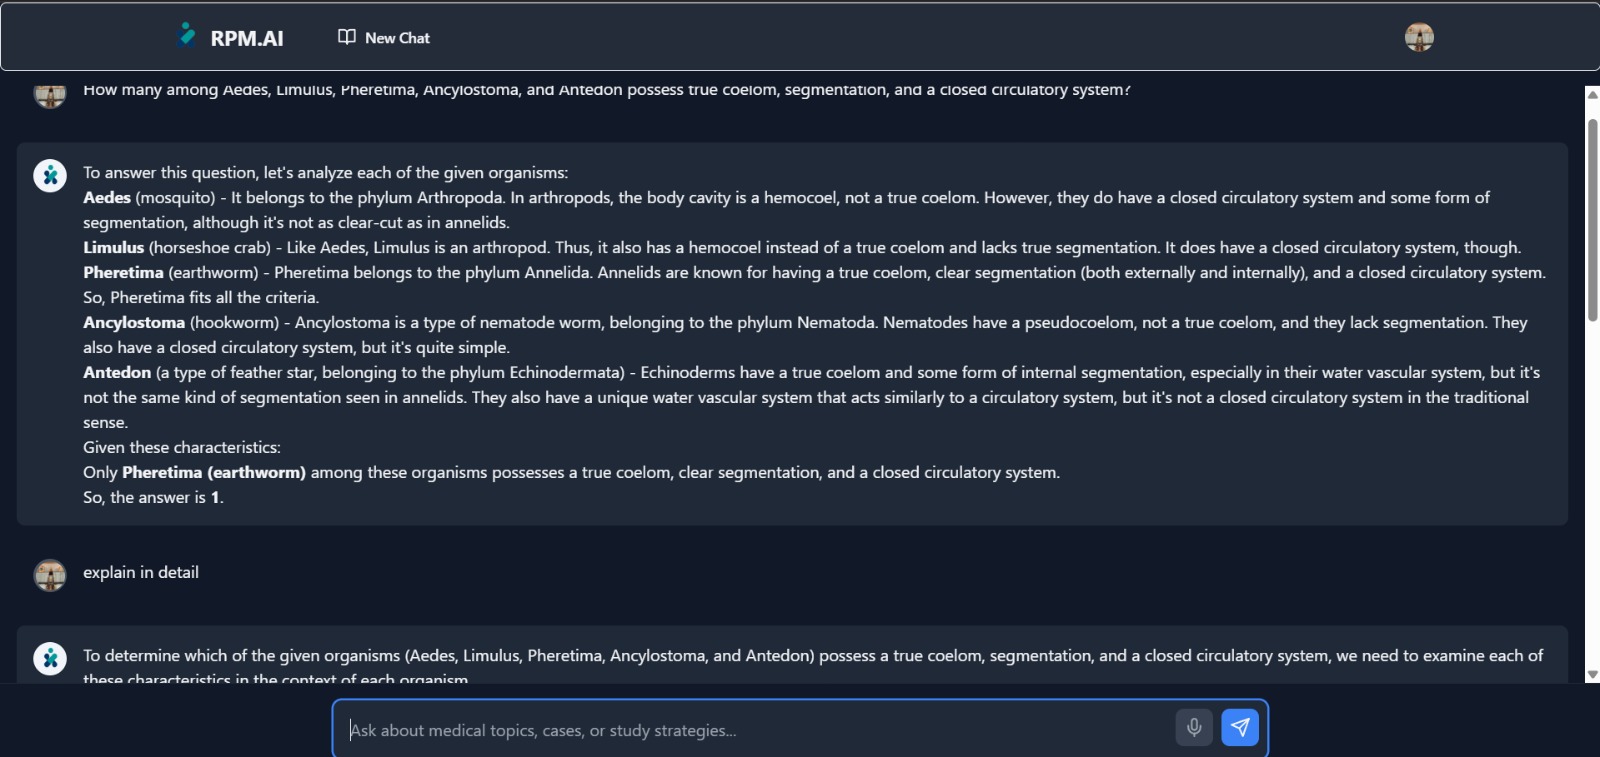 RPM.AI
New Chat
How many among Aedes, Limulus, Pheretima, Ancylostoma, and Antedon possess true coelom, segmentation, and a closed circulatory system?
To answer this question, let's analyze each of the given organisms:
Aedes (mosquito) - It belongs to the phylum Arthropoda. In arthropods, the body cavity is a hemocoel, not a true coelom. However, they do have a closed circulatory system and some form of
segmentation, although it's not as clear-cut as in annelids.
Limulus (horseshoe crab) - Like Aedes, Limulus is an arthropod. Thus, it also has a hemocoel instead of a true coelom and lacks true segmentation. It does have a closed circulatory system, though.
Pheretima (earthworm) - Pheretima belongs to the phylum Annelida. Annelids are known for having a true coelom, clear segmentation (both externally and internally), and a closed circulatory system.
So, Pheretima fits all the criteria.
Ancylostoma (hookworm) - Ancylostoma is a type of nematode worm, belonging to the phylum Nematoda. Nematodes have a pseudocoelom, not a true coelom, and they lack segmentation. They
also have a closed circulatory system, but it's quite simple.
Antedon (a type of feather star, belonging to the phylum Echinodermata) - Echinoderms have a true coelom and some form of internal segmentation, especially in their water vascular system, but it's
not the same kind of segmentation seen in annelids. They also have a unique water vascular system that acts similarly to a circulatory system, but it's not a closed circulatory system in the traditional
sense.
Given these characteristics:
Only Pheretima (earthworm) among these organisms possesses a true coelom, clear segmentation, and a closed circulatory system.
So, the answer is 1.
explain in detail
To determine which of the given organisms (Aedes, Limulus, Pheretima, Ancylostoma, and Antedon) possess a true coelom, segmentation, and a closed circulatory system, we need to examine each of
these characteristics in the context of each organism
Ask about medical topics, cases, or study strategies...